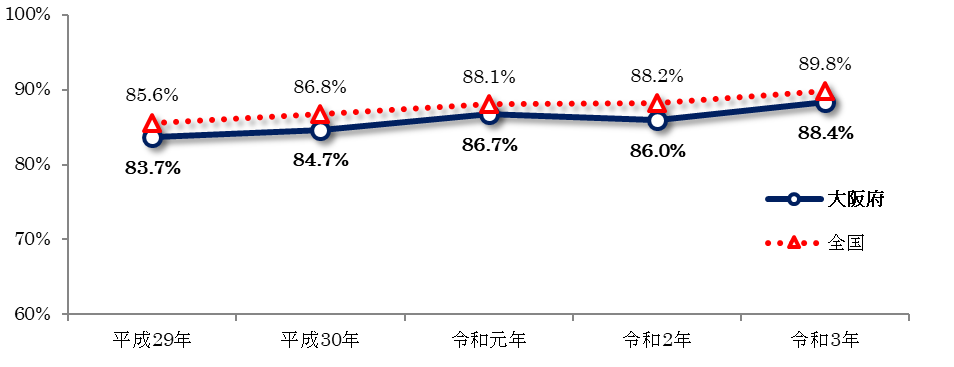 100%
90%
80%
70%
60%
85.6%
86.8%
88.1%
88.2%
89.8%
83.7%
84.7%
86.7%
86.0%
88.4%
大阪府
全国
平成29年
平成30年
令和元年
令和2年
令和3年